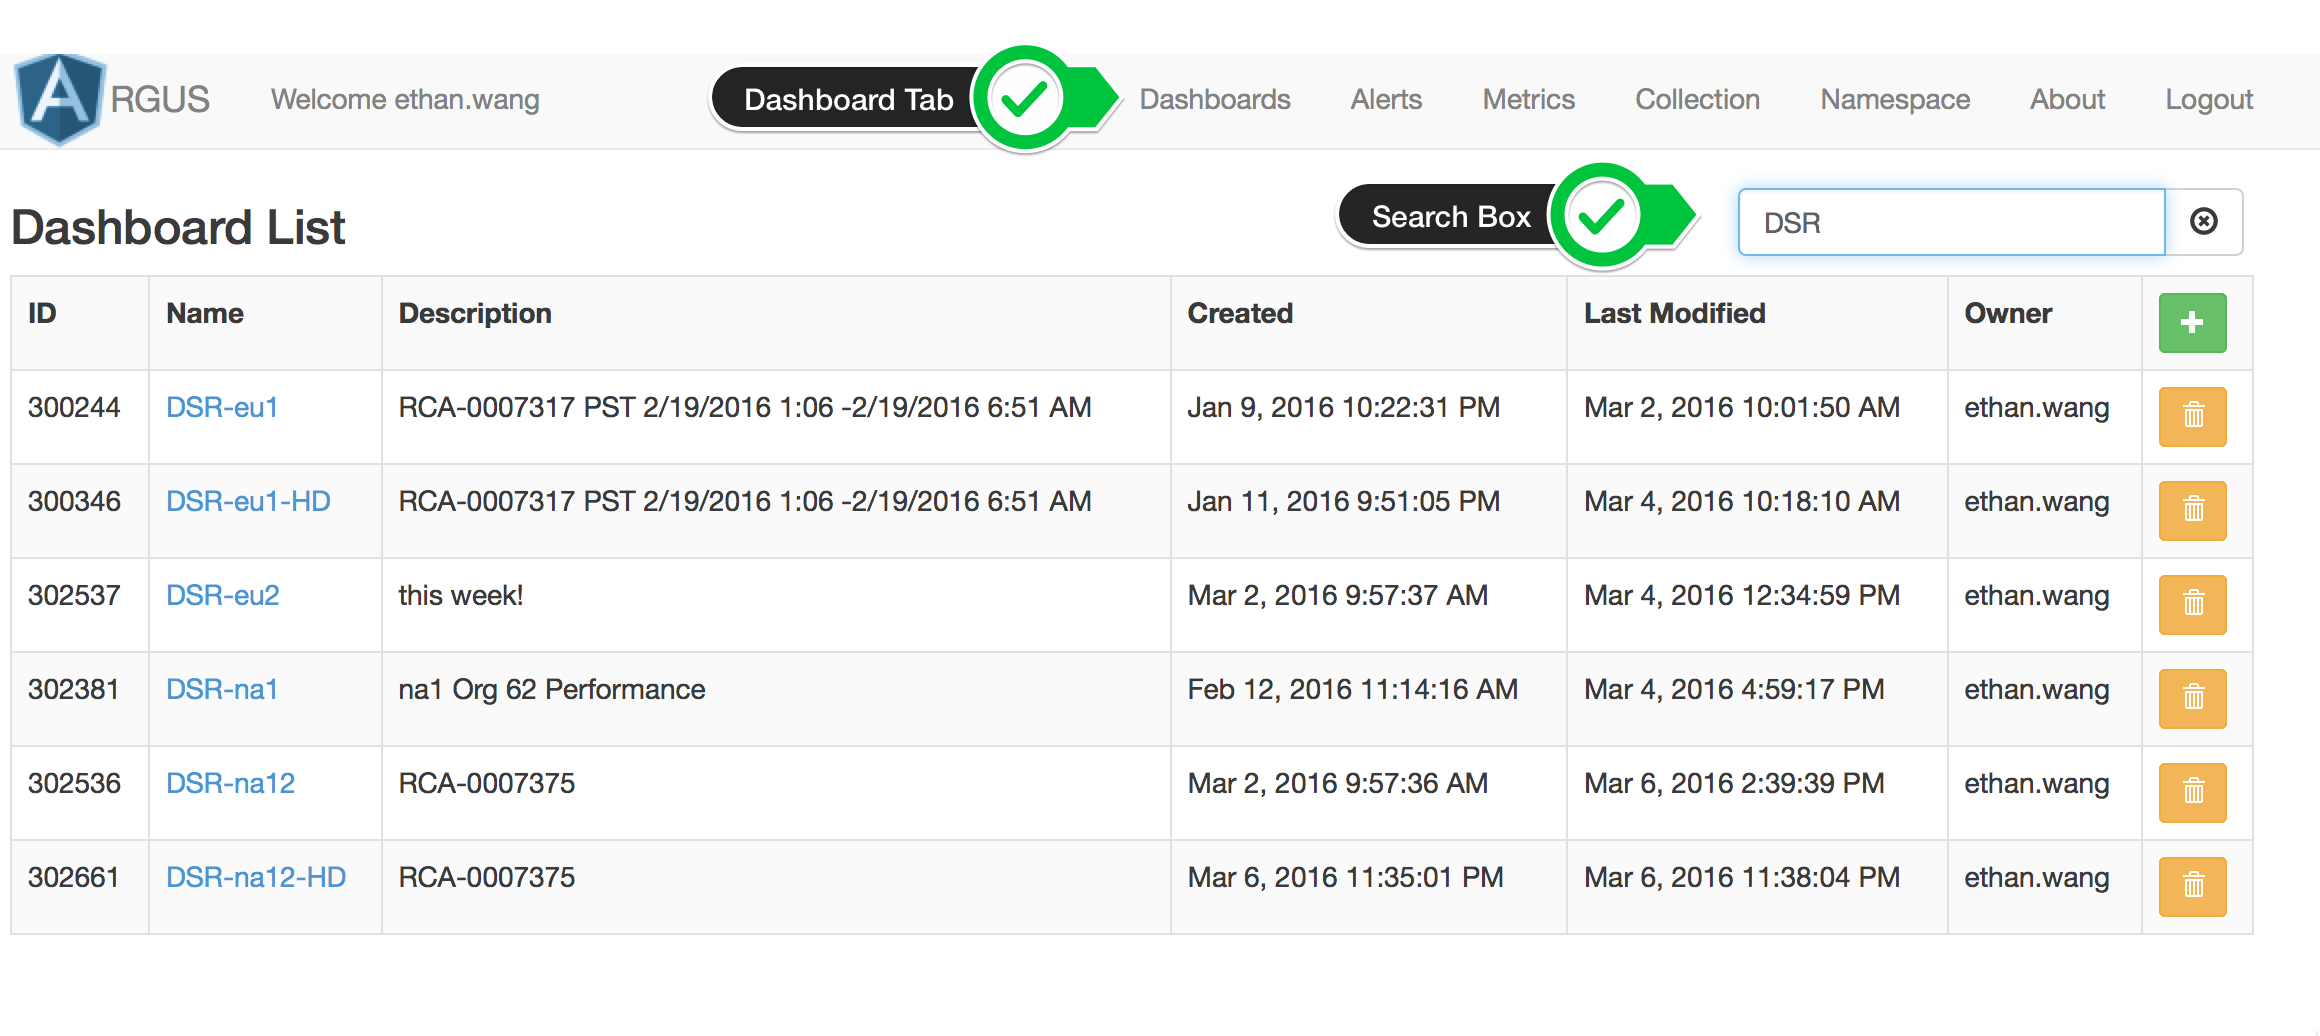 ARGUS Welcome ethan.wang Dashboard Tab Dashboards Alerts Metrics Collection Namespace About Logout
Dashboard List Search Box DSR
ID Name Description Created Last Modified Owner
300244 DSR-eu1 RCA-0007317 PST 2/19/2016 1:06 -2/19/2016 6:51 AM Jan 9, 2016 10:22:31 PM Mar 2, 2016 10:01:50 AM ethan.wang
300346 DSR-eu1-HD RCA-0007317 PST 2/19/2016 1:06 -2/19/2016 6:51 AM Jan 11, 2016 9:51:05 PM Mar 4, 2016 10:18:10 AM ethan.wang
302537 DSR-eu2 this week! Mar 2, 2016 9:57:37 AM Mar 4, 2016 12:34:59 PM ethan.wang
302381 DSR-na1 na1 Org 62 Performance Feb 12, 2016 11:14:16 AM Mar 4, 2016 4:59:17 PM ethan.wang
302536 DSR-na12 RCA-0007375 Mar 2, 2016 9:57:36 AM Mar 6, 2016 2:39:39 PM ethan.wang
302661 DSR-na12-HD RCA-0007375 Mar 6, 2016 11:35:01 PM Mar 6, 2016 11:38:04 PM ethan.wang